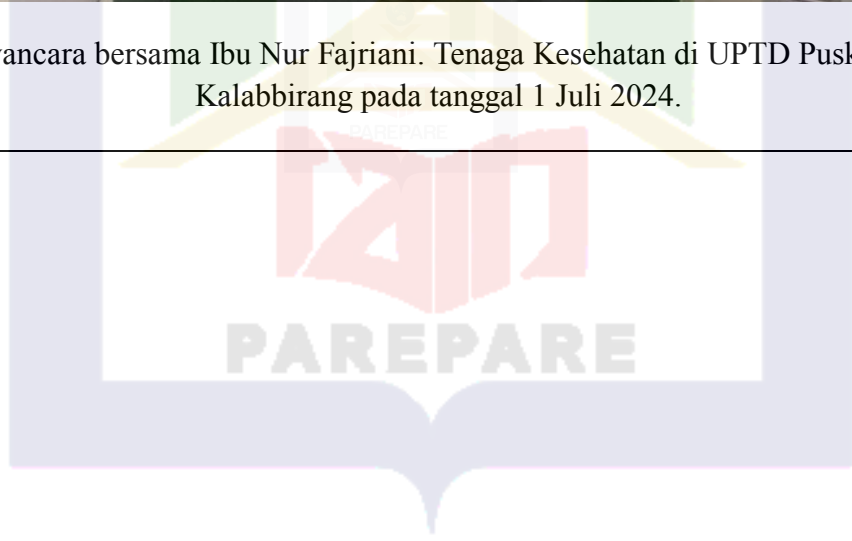 ancara bersama Ibu Nur Fajriani. Tenaga Kesehatan di UPTD Pusk
Kalabbirang pada tanggal 1 Juli 2024.
PAREPARE
PAREPARE